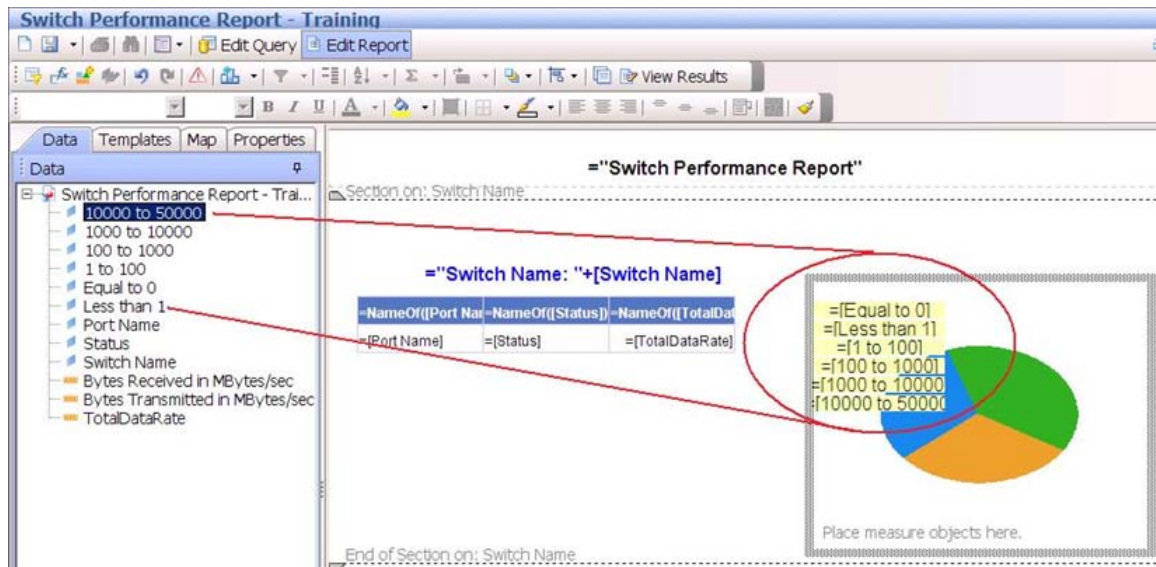 Switch Performance Report - Training
Edit Query Edit Report
View Results
B I U A
Data Templates Map Properties
Data
="Switch Performance Report"
Section on: Switch Name
Switch Performance Report - Trai...
10000 to 50000
1000 to 10000
100 to 1000
1 to 100
Equal to 0
Less than 1
Port Name
Status
Switch Name
Bytes Received in MBytes/sec
Bytes Transmitted in MBytes/sec
TotalDataRate
="Switch Name: "+[Switch Name]
=NameOf([Port Nar =NameOf([Status]) =NameOf([TotalDat
=[Port Name] =[Status] =[TotalDataRate]
=[Equal to 0]
=[Less than 1]
=[1 to 100]
=[100 to 1000]
=[1000 to 10000
=[10000 to 50000
Place measure objects here.
End of Section on: Switch Name